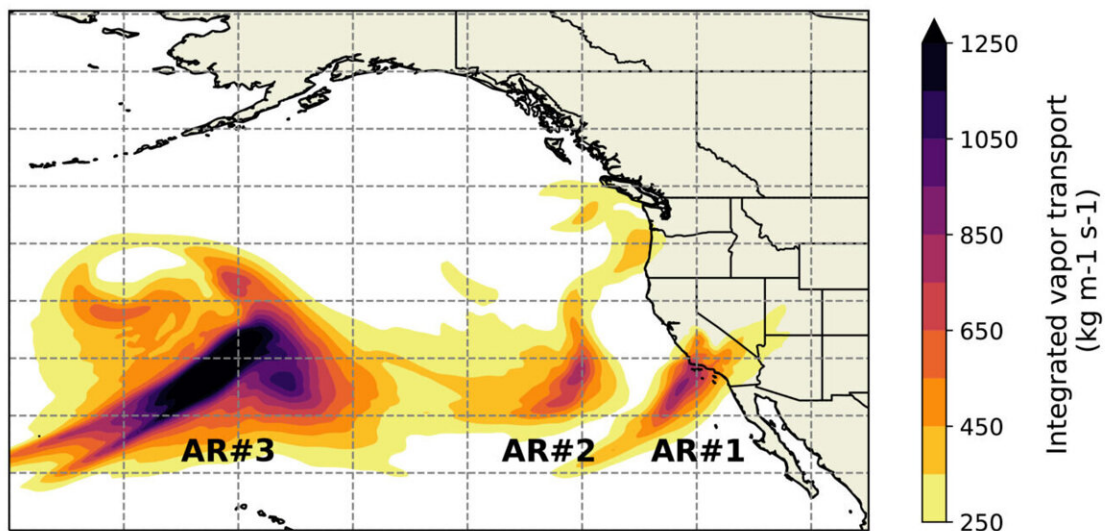 AR#3
AR#2
AR#1
1250
1050
850
650
450
250
Integrated vapor transport
(kg m-1 s-1)